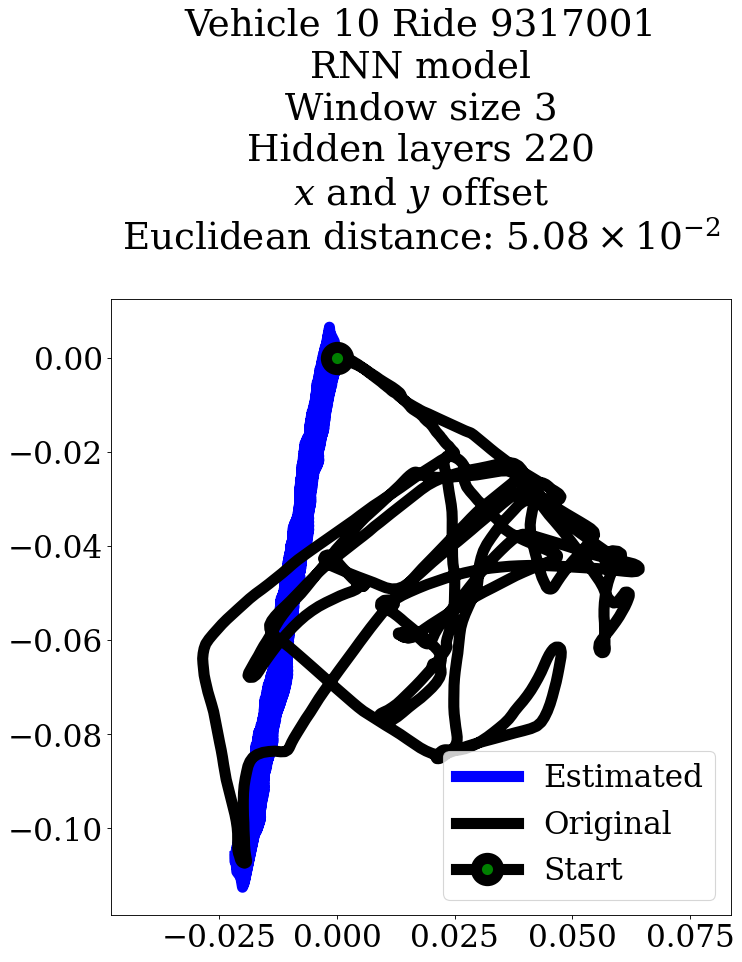 Vehicle 10 Ride 9317001
RNN model
Window size 3
Hidden layers 220
x and y offset
Euclidean distance: 5.08 × 10⁻²
0.00
−0.02
−0.04
−0.06
−0.08
−0.10
Estimated
Original
Start
−0.025 0.000 0.025 0.050 0.075